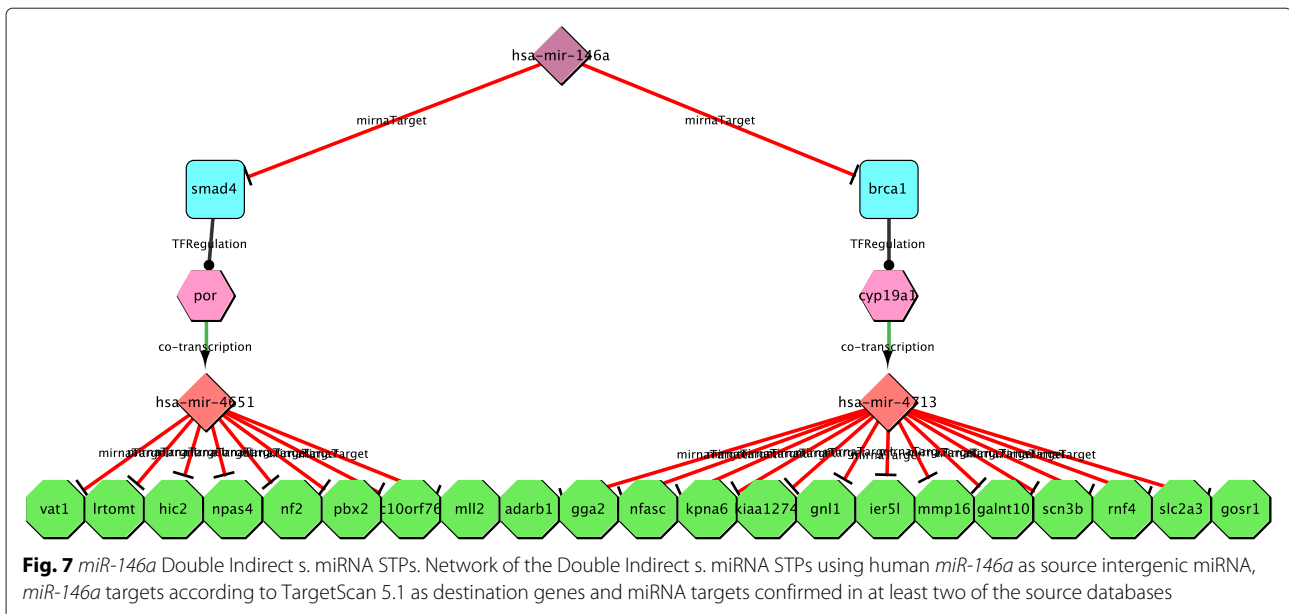 hsa-mir-146a
mirnaTarget mirnaTarget
smad4 brca1
TFRegulation TFRegulation
por cyp19a1
co-transcription co-transcription
hsa-mir-4651 hsa-mir-4713
vat1 lrtomt hic2 npas4 nf2 pbx2 c10orf76 mll2 adarb1 gga2 nfasc kpna6 kiaa1274 gnl1 ier5l mmp16 galnt10 scn3b rnf4 slc2a3 gosr1
Fig. 7 miR-146a Double Indirect s. miRNA STPs. Network of the Double Indirect s. miRNA STPs using human miR-146a as source intergenic miRNA,
miR-146a targets according to TargetScan 5.1 as destination genes and miRNA targets confirmed in at least two of the source databases